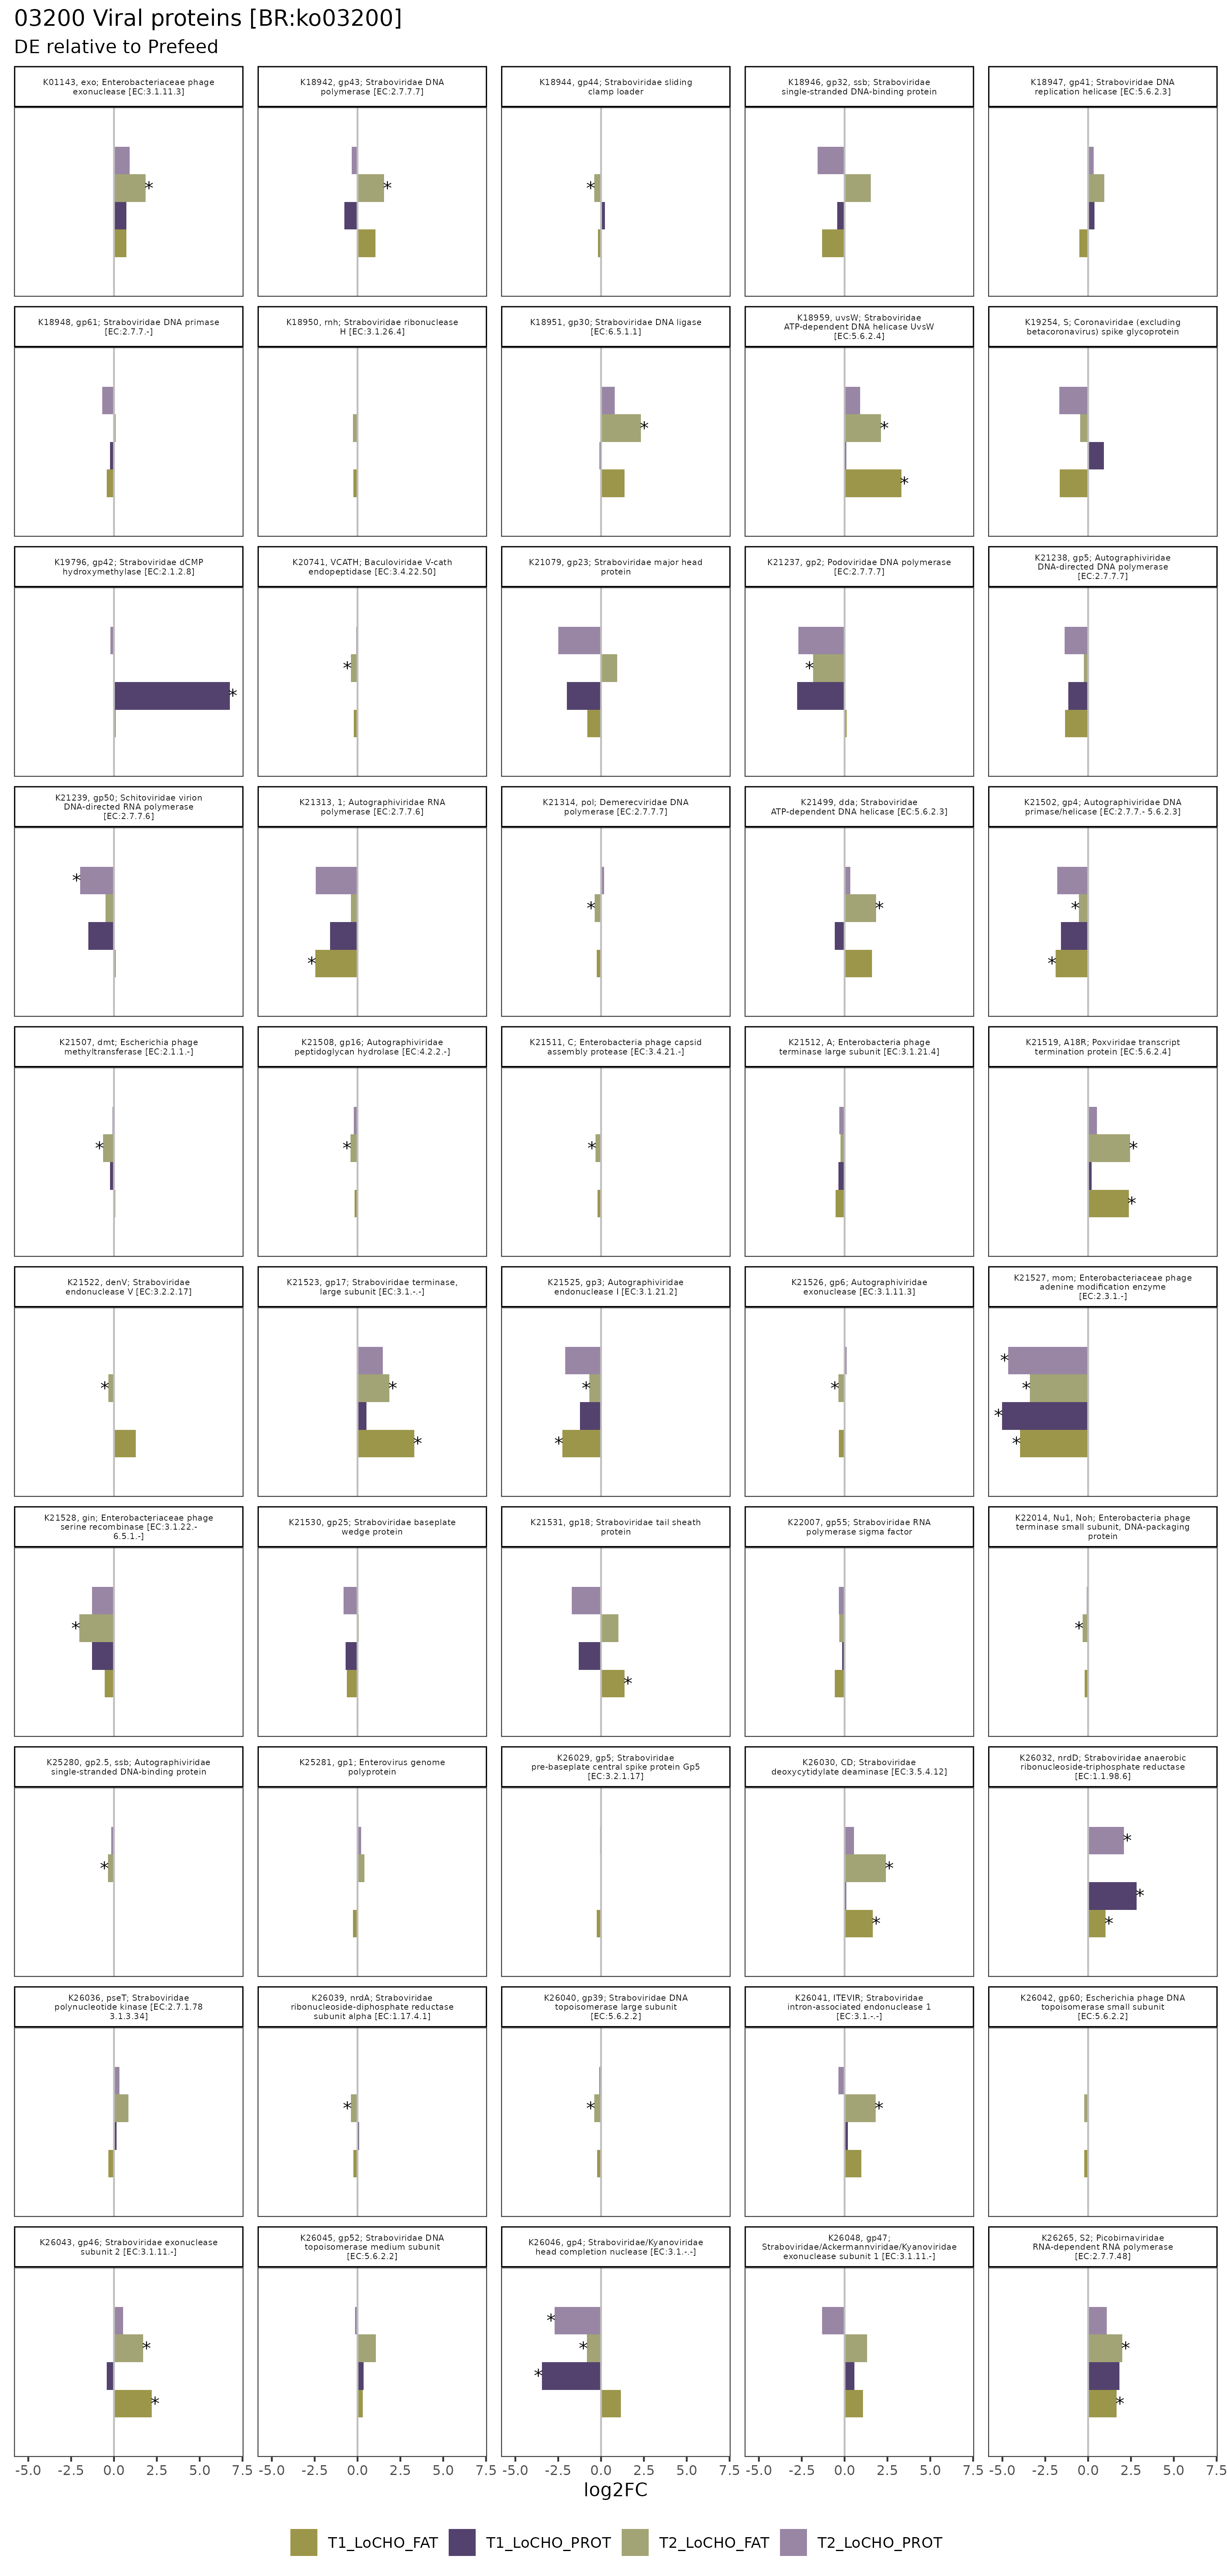 03200 Viral proteins [BR:ko03200]
DE relative to Prefeed
K01143, exo; Enterobacteriaceae phage
exonuclease [EC:3.1.11.3]
K18942, gp43; Straboviridae DNA
polymerase [EC:2.7.7.7]
K18944, gp44; Straboviridae sliding
clamp loader
K18946, gp32, ssb; Straboviridae
single-stranded DNA-binding protein
K18947, gp41; Straboviridae DNA
replication helicase [EC:5.6.2.3]
*
*
*
K18948, gp61; Straboviridae DNA primase
[EC:2.7.7.-]
K18950, rnh; Straboviridae ribonuclease
H [EC:3.1.26.4]
K18951, gp30; Straboviridae DNA ligase
[EC:6.5.1.1]
K18959, uvsW; Straboviridae
ATP-dependent DNA helicase UvsW
[EC:5.6.2.4]
K19254, S; Coronaviridae (excluding
betacoronavirus) spike glycoprotein
*
*
*
K19796, gp42; Straboviridae dCMP
hydroxymethylase [EC:2.1.2.8]
K20741, VCATH; Baculoviridae V-cath
endopeptidase [EC:3.4.22.50]
K21079, gp23; Straboviridae major head
protein
K21237, gp2; Podoviridae DNA polymerase
[EC:2.7.7.7]
K21238, gp5; Autographiviridae
DNA-directed DNA polymerase
[EC:2.7.7.7]
*
*
*
K21239, gp50; Schitoviridae virion
DNA-directed RNA polymerase
[EC:2.7.7.6]
K21313, 1; Autographiviridae RNA
polymerase [EC:2.7.7.6]
K21314, pol; Demerecviridae DNA
polymerase [EC:2.7.7.7]
K21499, dda; Straboviridae
ATP-dependent DNA helicase [EC:5.6.2.3]
K21502, gp4; Autographiviridae DNA
primase/helicase [EC:2.7.7.- 5.6.2.3]
*
*
*
*
*
*
K21507, dmt; Escherichia phage
methyltransferase [EC:2.1.1.-]
K21508, gp16; Autographiviridae
peptidoglycan hydrolase [EC:4.2.2.-]
K21511, C; Enterobacteria phage capsid
assembly protease [EC:3.4.21.-]
K21512, A; Enterobacteria phage
terminase large subunit [EC:3.1.21.4]
K21519, A18R; Poxviridae transcript
termination protein [EC:5.6.2.4]
*
*
*
*
*
K21522, denV; Straboviridae
endonuclease V [EC:3.2.2.17]
K21523, gp17; Straboviridae terminase,
large subunit [EC:3.1.-.-]
K21525, gp3; Autographiviridae
endonuclease I [EC:3.1.21.2]
K21526, gp6; Autographiviridae
exonuclease [EC:3.1.11.3]
K21527, mom; Enterobacteriaceae phage
adenine modification enzyme
[EC:2.3.1.-]
*
*
*
*
*
*
*
*
*
*
K21528, gin; Enterobacteriaceae phage
serine recombinase [EC:3.1.22.-
6.5.1.-]
K21530, gp25; Straboviridae baseplate
wedge protein
K21531, gp18; Straboviridae tail sheath
protein
K22007, gp55; Straboviridae RNA
polymerase sigma factor
K22014, Nu1, Noh; Enterobacteria phage
terminase small subunit, DNA-packaging
protein
*
*
*
K25280, gp2.5, ssb; Autographiviridae
single-stranded DNA-binding protein
K25281, gp1; Enterovirus genome
polyprotein
K26029, gp5; Straboviridae
pre-baseplate central spike protein Gp5
[EC:3.2.1.17]
K26030, CD; Straboviridae
deoxycytidylate deaminase [EC:3.5.4.12]
K26032, nrdD; Straboviridae anaerobic
ribonucleoside-triphosphate reductase
[EC:1.1.98.6]
*
*
*
*
*
*
K26036, pseT; Straboviridae
polynucleotide kinase [EC:2.7.1.78
3.1.3.34]
K26039, nrdA; Straboviridae
ribonucleoside-diphosphate reductase
subunit alpha [EC:1.17.4.1]
K26040, gp39; Straboviridae DNA
topoisomerase large subunit
[EC:5.6.2.2]
K26041, ITEVIR; Straboviridae
intron-associated endonuclease 1
[EC:3.1.-.-]
K26042, gp60; Escherichia phage DNA
topoisomerase small subunit
[EC:5.6.2.2]
*
*
*
K26043, gp46; Straboviridae exonuclease
subunit 2 [EC:3.1.11.-]
K26045, gp52; Straboviridae DNA
topoisomerase medium subunit
[EC:5.6.2.2]
K26046, gp4; Straboviridae/Kyanoviridae
head completion nuclease [EC:3.1.-.-]
K26048, gp47;
Straboviridae/Ackermannviridae/Kyanoviridae
exonuclease subunit 1 [EC:3.1.11.-]
K26265, S2; Picobirnaviridae
RNA-dependent RNA polymerase
[EC:2.7.7.48]
*
*
*
*
*
*
*
-5.0 -2.5 0.0 2.5 5.0 7.5 -5.0 -2.5 0.0 2.5 5.0 7.5 -5.0 -2.5 0.0 2.5 5.0 7.5 -5.0 -2.5 0.0 2.5 5.0 7.5 -5.0 -2.5 0.0 2.5 5.0 7.5
log2FC
T1_LoCHO_FAT T1_LoCHO_PROT T2_LoCHO_FAT T2_LoCHO_PROT